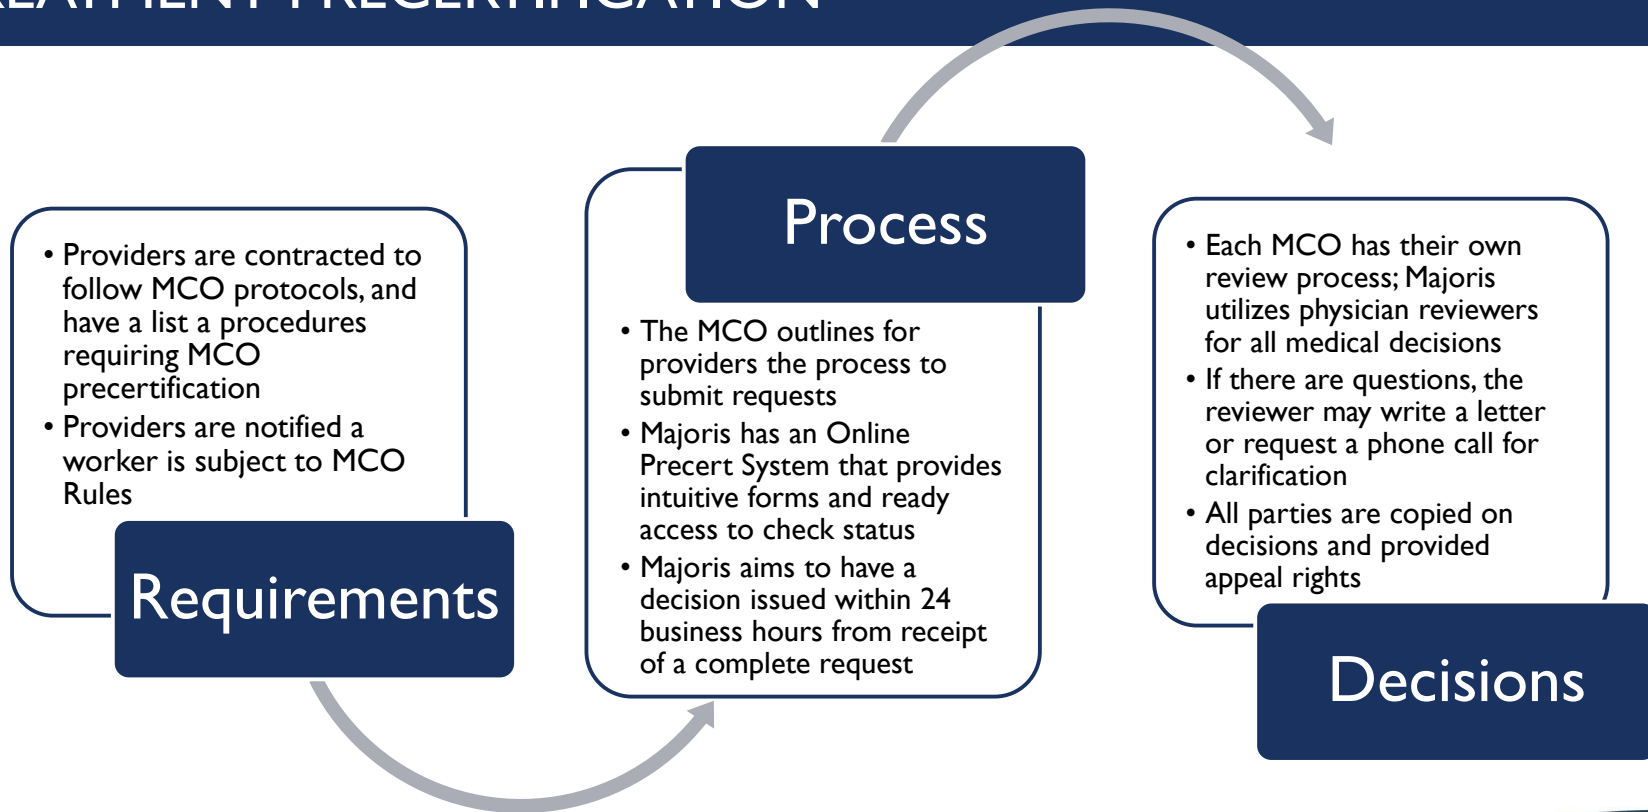 TREATMENT PRECERTIFICATION
• Providers are contracted to
follow MCO protocols, and
have a list a procedures
requiring MCO
precertification
• Providers are notified a
worker is subject to MCO
Rules
Requirements
Process
• The MCO outlines for
providers the process to
submit requests
• Majoris has an Online
Precert System that provides
intuitive forms and ready
access to check status
• Majoris aims to have a
decision issued within 24
business hours from receipt
of a complete request
• Each MCO has their own
review process; Majoris
utilizes physician reviewers
for all medical decisions
• If there are questions, the
reviewer may write a letter
or request a phone call for
clarification
• All parties are copied on
decisions and provided
appeal rights
Decisions